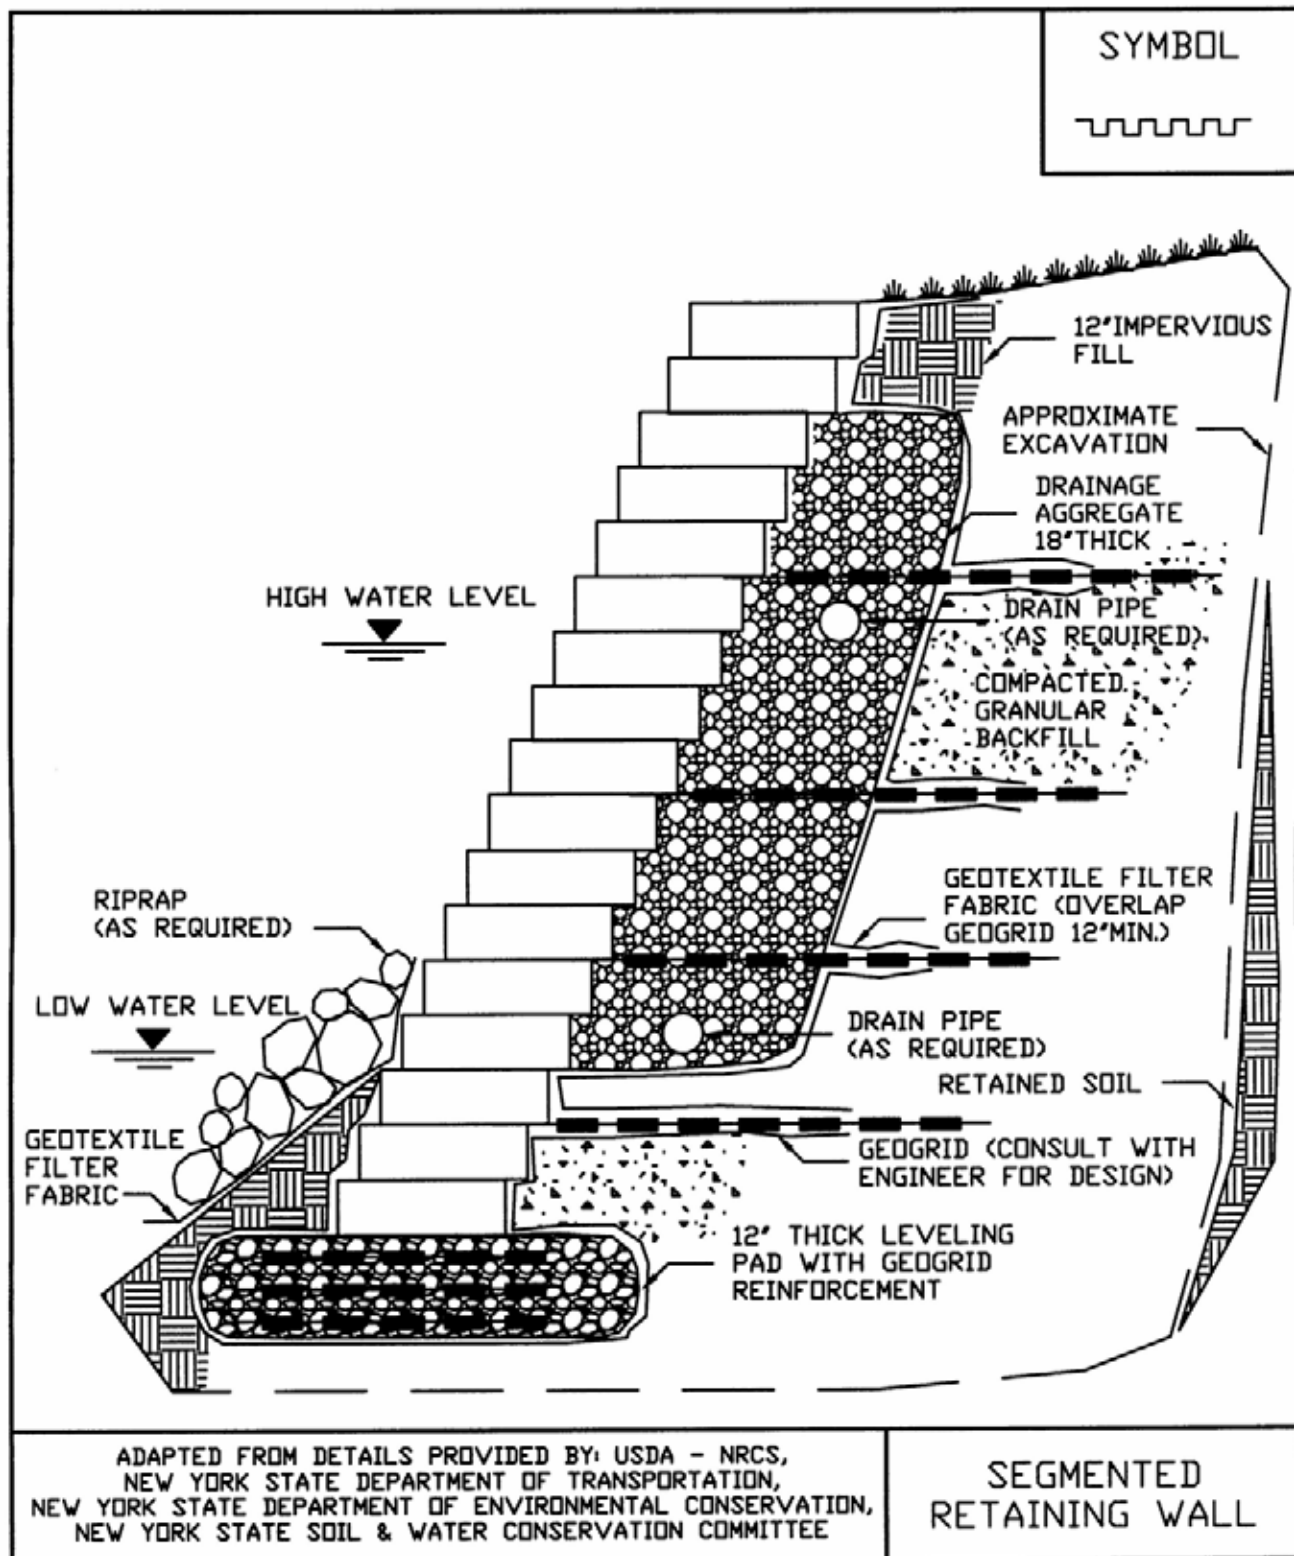 SYMBOL
12"IMPERVIOUS
FILL
APPROXIMATE
EXCAVATION
DRAINAGE
AGGREGATE
18"THICK
HIGH WATER LEVEL
DRAIN PIPE
(AS REQUIRED)
COMPACTED
GRANULAR
BACKFILL
RIPRAP
(AS REQUIRED)
GEOTEXTILE FILTER
FABRIC (OVERLAP
GEOGRID 12"MIN.)
LOW WATER LEVEL
DRAIN PIPE
(AS REQUIRED)
RETAINED SOIL
GEOTEXTILE
FILTER
FABRIC
GEOGRID (CONSULT WITH
ENGINEER FOR DESIGN)
12" THICK LEVELING
PAD WITH GEOGRID
REINFORCEMENT
ADAPTED FROM DETAILS PROVIDED BY: USDA - NRCS,
NEW YORK STATE DEPARTMENT OF TRANSPORTATION,
NEW YORK STATE DEPARTMENT OF ENVIRONMENTAL CONSERVATION,
NEW YORK STATE SOIL & WATER CONSERVATION COMMITTEE
SEGMENTED
RETAINING WALL